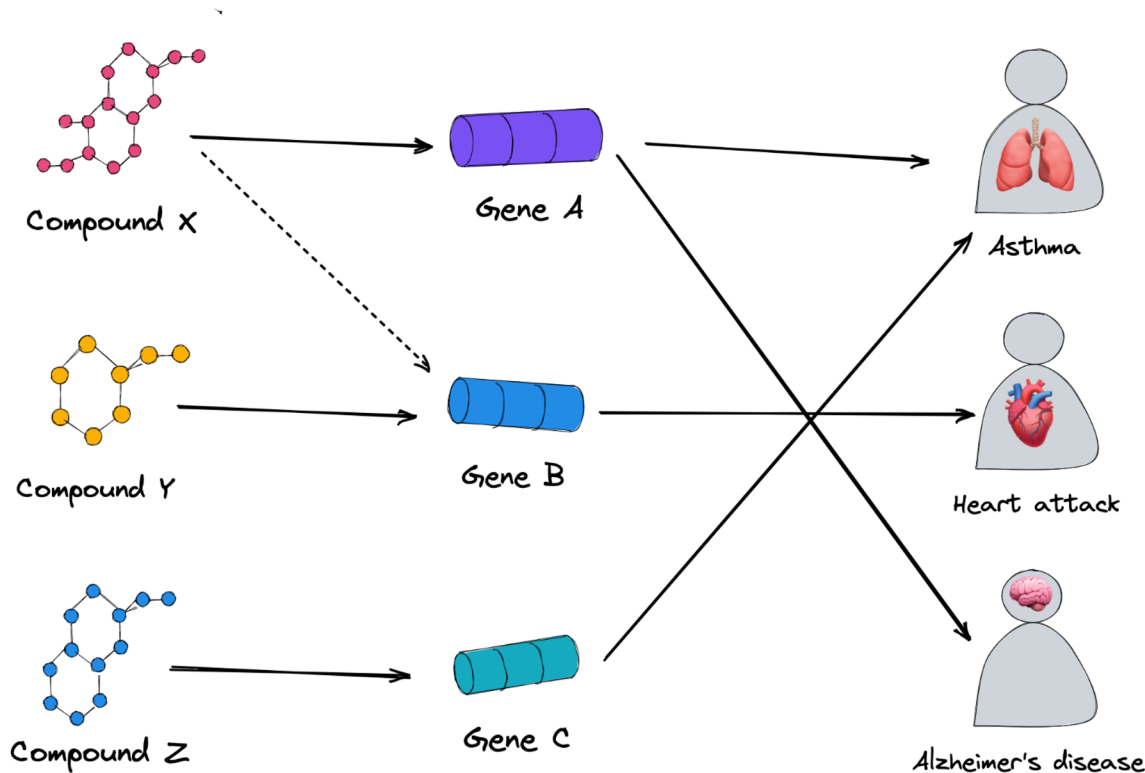 Compound X
Gene A
Asthma
Compound Y
Gene B
Heart attack
Compound Z
Gene C
Alzheimer's disease